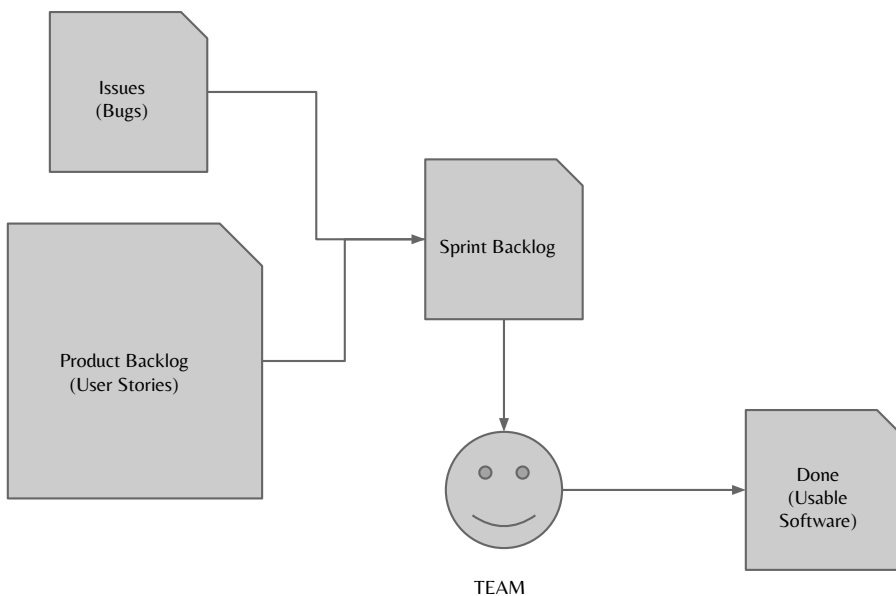 Issues
(Bugs)
Sprint Backlog
Product Backlog
(User Stories)
Done
(Usable
Software)
TEAM